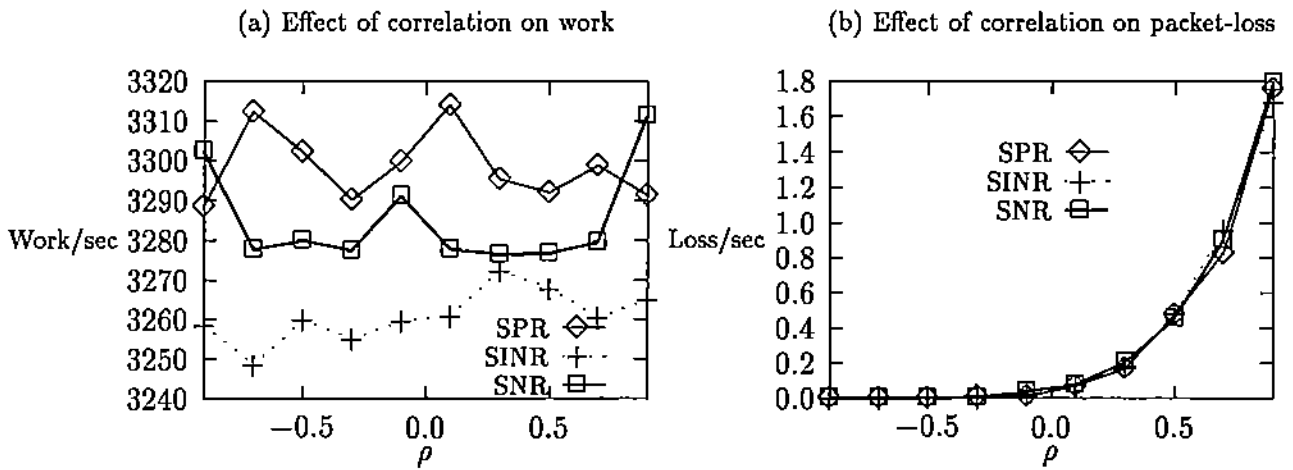 (a) Effect of correlation on work
3320
3310
3300
3290
Work/sec 3280
3270
3260
3250
3240
SPR
SINR
SNR
−0.5 0.0 0.5
ρ
(b) Effect of correlation on packet-loss
1.8
1.6
1.4
1.2
1.0
Loss/sec 0.8
0.6
0.4
0.2
0.0
SPR
SINR
SNR
−0.5 0.0 0.5
ρ